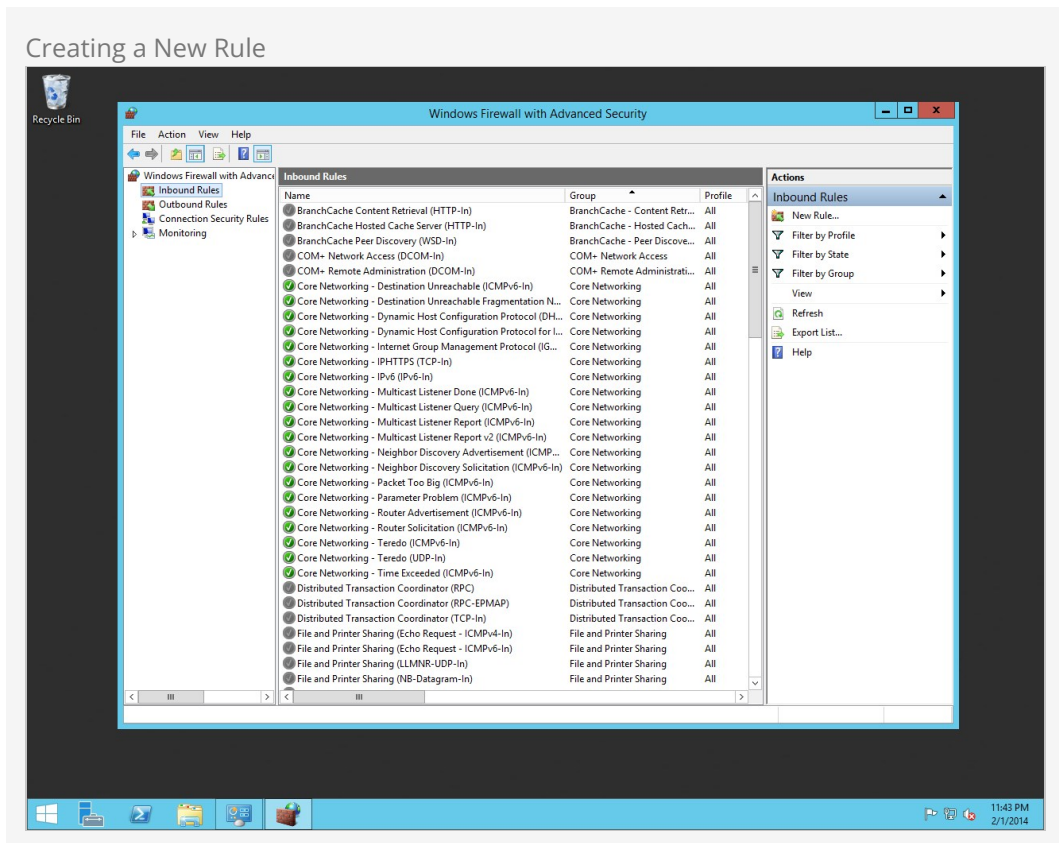 Creating a New Rule
Recycle Bin
Windows Firewall with Advanced Security
File Action View Help
Windows Firewall with Advance
Inbound Rules
Outbound Rules
Connection Security Rules
Monitoring
Inbound Rules
Name Group Profile
BranchCache Content Retrieval (HTTP-In) BranchCache - Content Retr... All
BranchCache Hosted Cache Server (HTTP-In) BranchCache - Hosted Cach... All
BranchCache Peer Discovery (WSD-In) BranchCache - Peer Discove... All
COM+ Network Access (DCOM-In) COM+ Network Access All
COM+ Remote Administration (DCOM-In) COM+ Remote Administrati... All
Core Networking - Destination Unreachable (ICMPv6-In) Core Networking All
Core Networking - Destination Unreachable Fragmentation N... Core Networking All
Core Networking - Dynamic Host Configuration Protocol (DH... Core Networking All
Core Networking - Dynamic Host Configuration Protocol for I... Core Networking All
Core Networking - Internet Group Management Protocol (IG... Core Networking All
Core Networking - IPHTTPS (TCP-In) Core Networking All
Core Networking - IPv6 (IPv6-In) Core Networking All
Core Networking - Multicast Listener Done (ICMPv6-In) Core Networking All
Core Networking - Multicast Listener Query (ICMPv6-In) Core Networking All
Core Networking - Multicast Listener Report (ICMPv6-In) Core Networking All
Core Networking - Multicast Listener Report v2 (ICMPv6-In) Core Networking All
Core Networking - Neighbor Discovery Advertisement (ICMP... Core Networking All
Core Networking - Neighbor Discovery Solicitation (ICMPv6-In) Core Networking All
Core Networking - Packet Too Big (ICMPv6-In) Core Networking All
Core Networking - Parameter Problem (ICMPv6-In) Core Networking All
Core Networking - Router Advertisement (ICMPv6-In) Core Networking All
Core Networking - Router Solicitation (ICMPv6-In) Core Networking All
Core Networking - Teredo (ICMPv6-In) Core Networking All
Core Networking - Teredo (UDP-In) Core Networking All
Core Networking - Time Exceeded (ICMPv6-In) Core Networking All
Distributed Transaction Coordinator (RPC) Distributed Transaction Coo... All
Distributed Transaction Coordinator (RPC-EPMAP) Distributed Transaction Coo... All
Distributed Transaction Coordinator (TCP-In) Distributed Transaction Coo... All
File and Printer Sharing (Echo Request - ICMPv4-In) File and Printer Sharing All
File and Printer Sharing (Echo Request - ICMPv6-In) File and Printer Sharing All
File and Printer Sharing (LLMNR-UDP-In) File and Printer Sharing All
File and Printer Sharing (NB-Datagram-In) File and Printer Sharing All
Actions
Inbound Rules
New Rule...
Filter by Profile
Filter by State
Filter by Group
View
Refresh
Export List...
Help
11:43 PM
2/1/2014